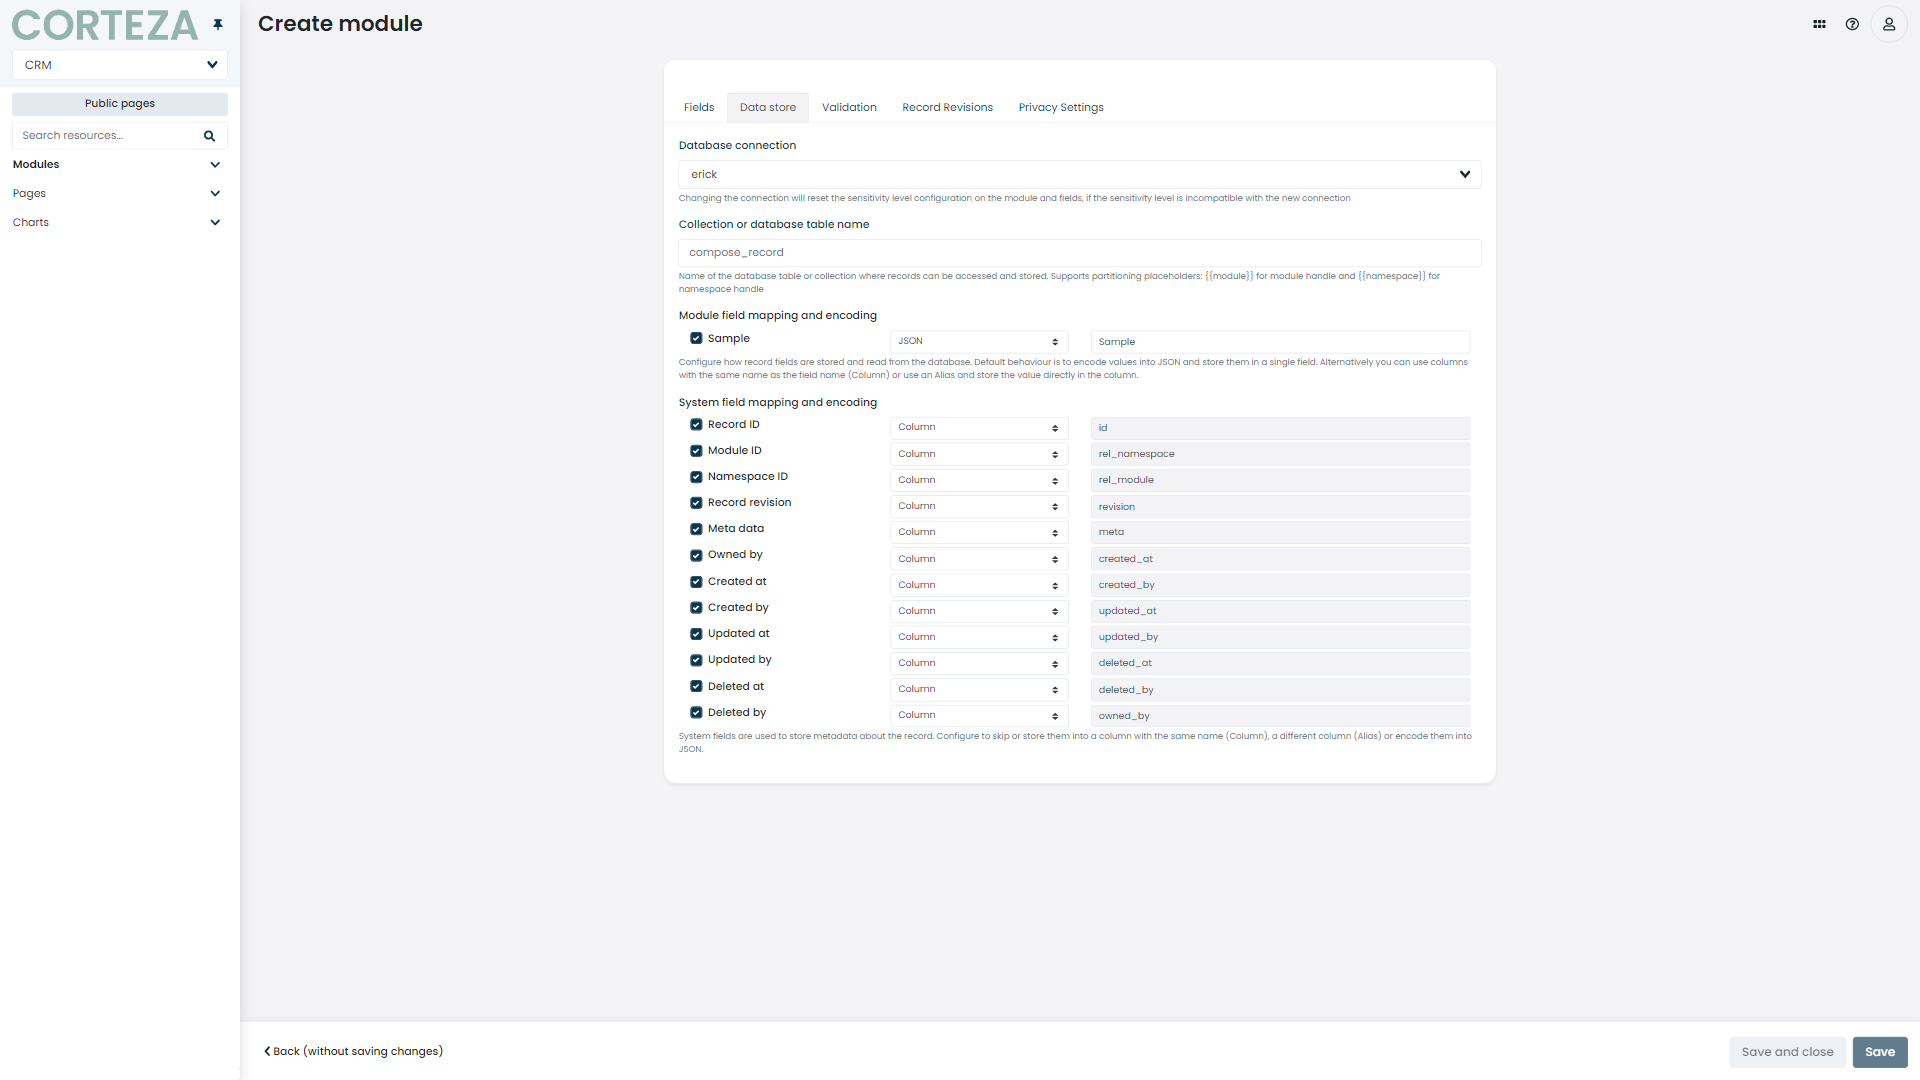 CORTEZA
Create module
CRM
Public pages
Search resources...
Modules
Pages
Charts
Fields
Data store
Validation
Record Revisions
Privacy Settings
Database connection
erick
Changing the connection will reset the sensitivity level configuration on the module and fields, if the sensitivity level is incompatible with the new connection
Collection or database table name
compose_record
Name of the database table or collection where records can be accessed and stored. Supports partitioning placeholders: {{module}} for module handle and {{namespace}} for
namespace handle
Module field mapping and encoding
Sample JSON Sample
Configure how record fields are stored and read from the database. Default behaviour is to encode values into JSON and store them in a single field. Alternatively you can use columns
with the same name as the field name (Column) or use an Alias and store the value directly in the column.
System field mapping and encoding
Record ID Column id
Module ID Column rel_namespace
Namespace ID Column rel_module
Record revision Column revision
Meta data Column meta
Owned by Column created_at
Created at Column created_by
Created by Column updated_at
Updated at Column updated_by
Updated by Column deleted_at
Deleted at Column deleted_by
Deleted by Column owned_by
System fields are used to store metadata about the record. Configure to skip or store them into a column with the same name (Column), a different column (Alias) or encode them into
JSON.
Back (without saving changes)
Save and close
Save